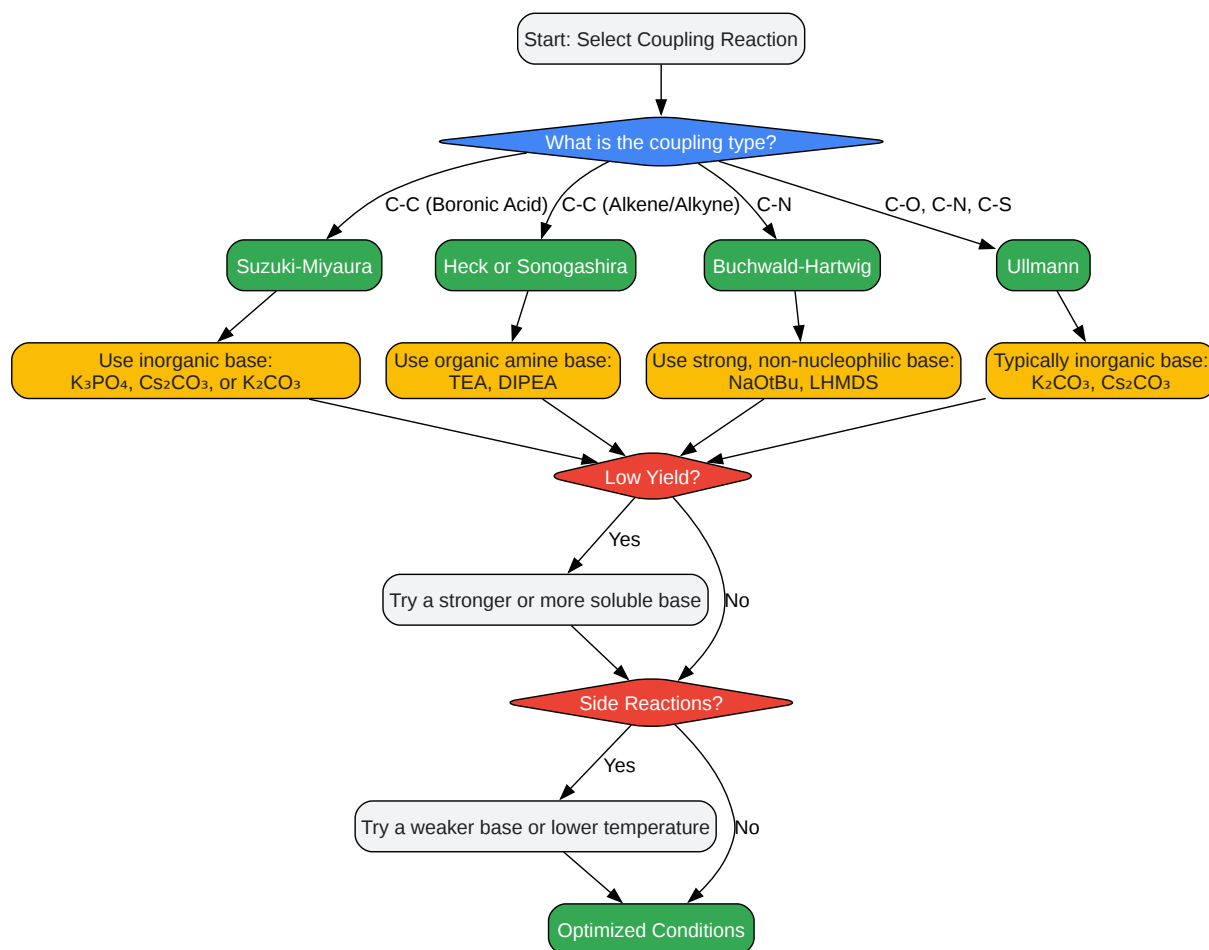 Start: Select Coupling Reaction
What is the coupling type?
C-C (Boronic Acid)
C-C (Alkene/Alkyne)
C-N
C-O, C-N, C-S
Suzuki-Miyaura
Heck or Sonogashira
Buchwald-Hartwig
Ullmann
Use inorganic base:
K₃PO₄, Cs₂CO₃, or K₂CO₃
Use organic amine base:
TEA, DIPEA
Use strong, non-nucleophilic base:
NaOtBu, LHMDS
Typically inorganic base:
K₂CO₃, Cs₂CO₃
Low Yield?
Yes
Try a stronger or more soluble base
No
Side Reactions?
Yes
Try a weaker base or lower temperature
No
Optimized Conditions